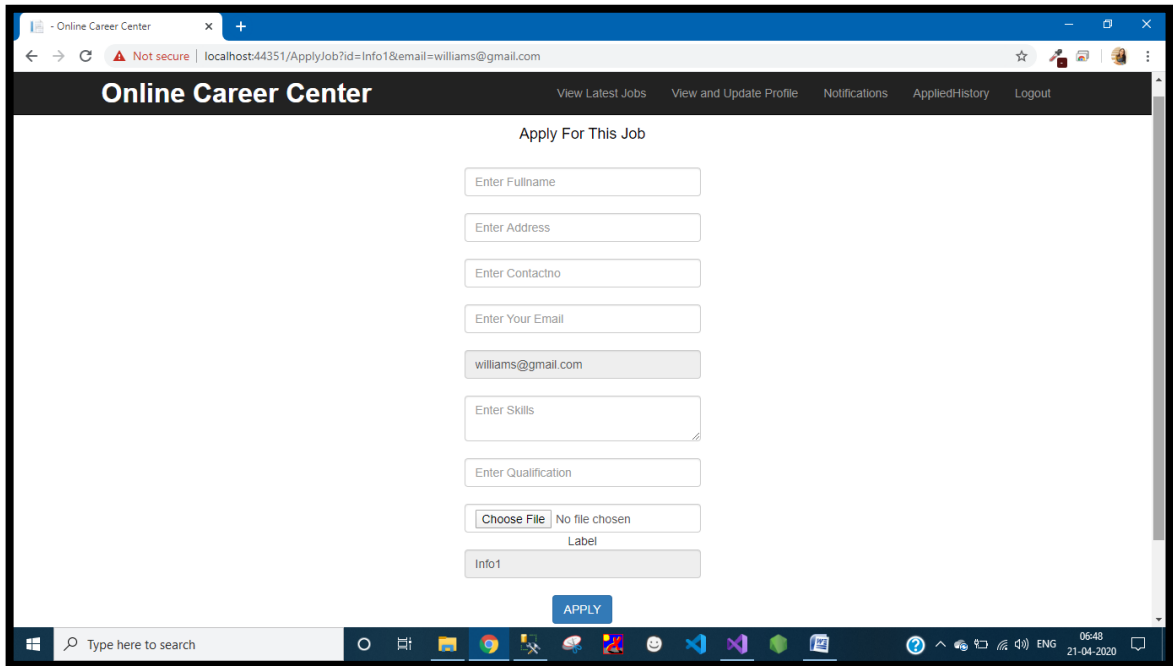 - Online Career Center
Not secure | localhost:44351/ApplyJob?id=Info1&email=williams@gmail.com
Online Career Center View Latest Jobs View and Update Profile Notifications AppliedHistory Logout
Apply For This Job
Enter Fullname
Enter Address
Enter Contactno
Enter Your Email
williams@gmail.com
Enter Skills
Enter Qualification
Choose File No file chosen
Label
Info1
APPLY
Type here to search
ENG
06:48
21-04-2020